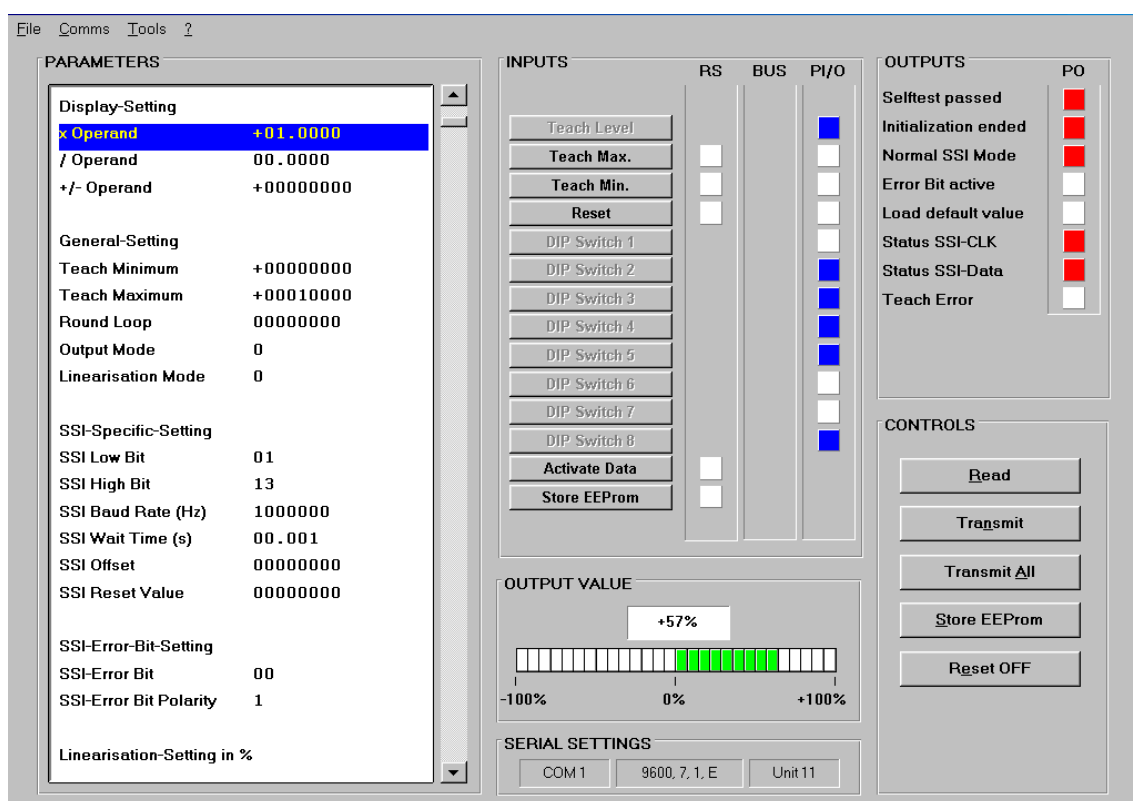 File Comms Tools ?
PARAMETERS
Display-Setting
x Operand +01.0000
/ Operand 00.0000
+/- Operand +00000000
General-Setting
Teach Minimum +00000000
Teach Maximum +00010000
Round Loop 00000000
Output Mode 0
Linearisation Mode 0
SSI-Specific-Setting
SSI Low Bit 01
SSI High Bit 13
SSI Baud Rate (Hz) 1000000
SSI Wait Time (s) 00.001
SSI Offset 00000000
SSI Reset Value 00000000
SSI-Error-Bit-Setting
SSI-Error Bit 00
SSI-Error Bit Polarity 1
Linearisation-Setting in %
INPUTS
RS BUS PI/O
Teach Level
Teach Max.
Teach Min.
Reset
DIP Switch 1
DIP Switch 2
DIP Switch 3
DIP Switch 4
DIP Switch 5
DIP Switch 6
DIP Switch 7
DIP Switch 8
Activate Data
Store EEProm
OUTPUT VALUE
+57%
-100% 0% +100%
SERIAL SETTINGS
COM 1 9600, 7, 1, E Unit 11
OUTPUTS
PO
Selftest passed
Initialization ended
Normal SSI Mode
Error Bit active
Load default value
Status SSI-CLK
Status SSI-Data
Teach Error
CONTROLS
Read
Transmit
Transmit All
Store EEProm
Reset OFF